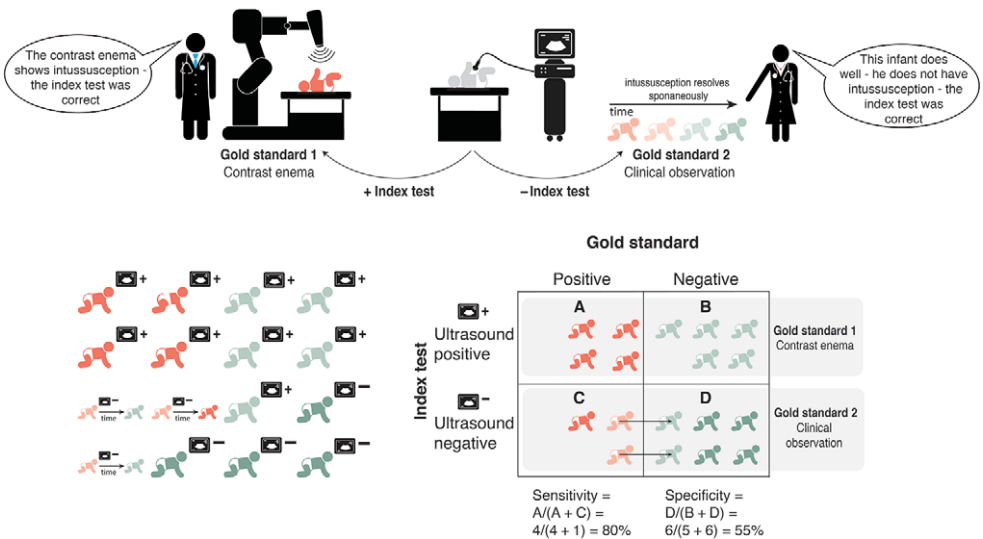 The contrast enema
shows intussusception -
the index test was
correct
This infant does
well - he does not have
intussusception - the
index test was
correct
intussusception resolves
sponaneously
time
Gold standard 1
Contrast enema
Gold standard 2
Clinical observation
+ Index test
– Index test
Gold standard
Positive
Negative
+
+
+
+
+
+
+
+
–
time
–
time
+
–
–
time
–
–
–
Index test
+
Ultrasound
positive
–
Ultrasound
negative
A
B
C
D
Gold standard 1
Contrast enema
Gold standard 2
Clinical
observation
Sensitivity =
A/(A + C) =
4/(4 + 1) = 80%
Specificity =
D/(B + D) =
6/(5 + 6) = 55%